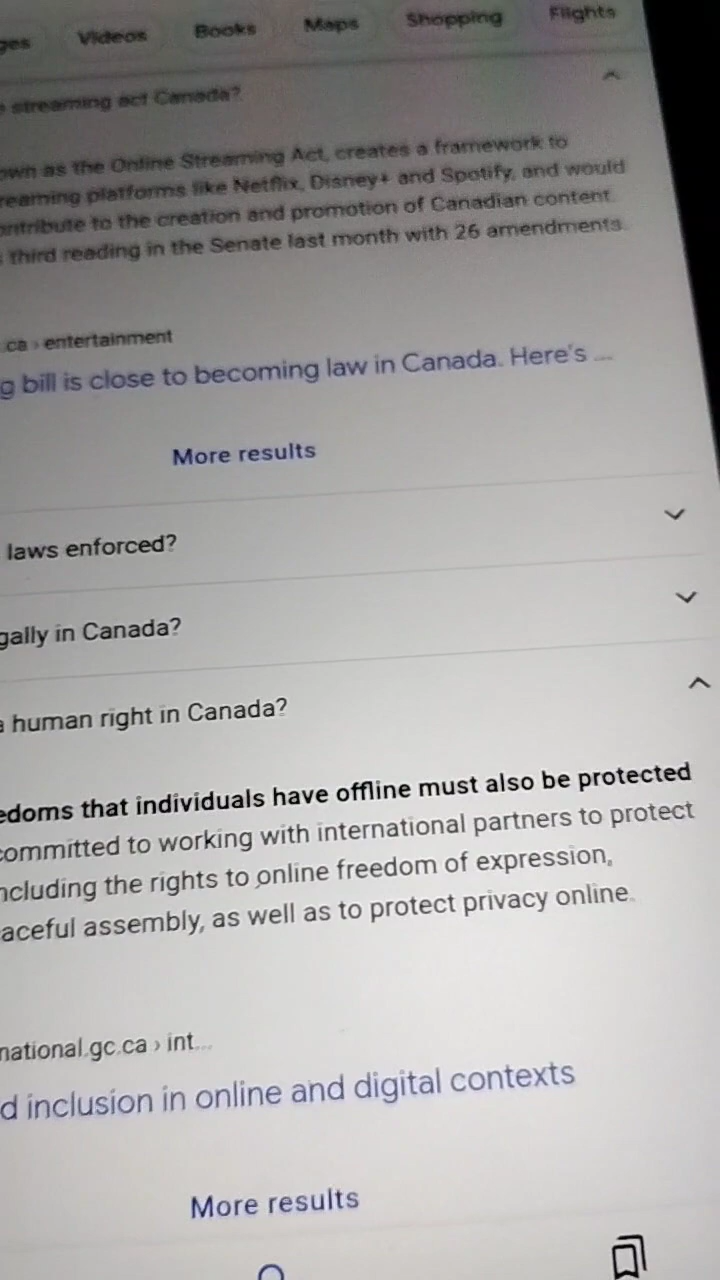 ges Videos Books Maps Shopping Flights
e streaming act Canada?
own as the Online Streaming Act, creates a framework to
reaming platforms like Netflix, Disney+ and Spotify, and would
ontribute to the creation and promotion of Canadian content.
s third reading in the Senate last month with 26 amendments.
.ca › entertainment
g bill is close to becoming law in Canada. Here's ...
More results
laws enforced?
gally in Canada?
a human right in Canada?
edoms that individuals have offline must also be protected
committed to working with international partners to protect
ncluding the rights to online freedom of expression,
aceful assembly, as well as to protect privacy online.
national.gc.ca › int...
d inclusion in online and digital contexts
More results